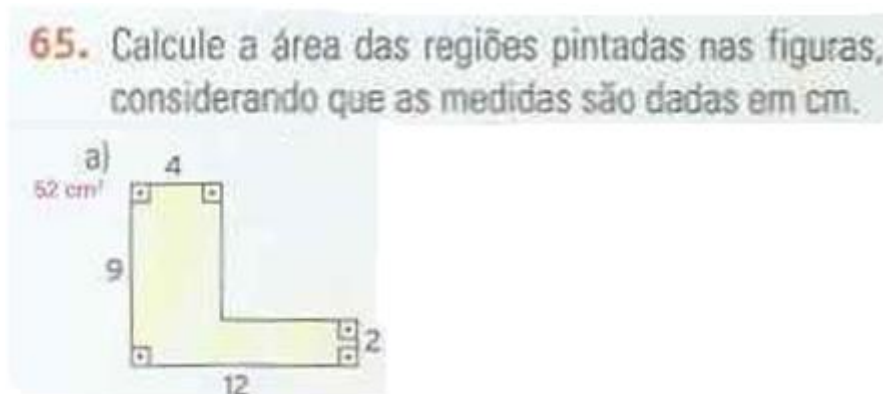 65. Calcule a área das regiões pintadas nas figuras,
considerando que as medidas são dadas em cm.
a)
4
52 cm²
9
2
12